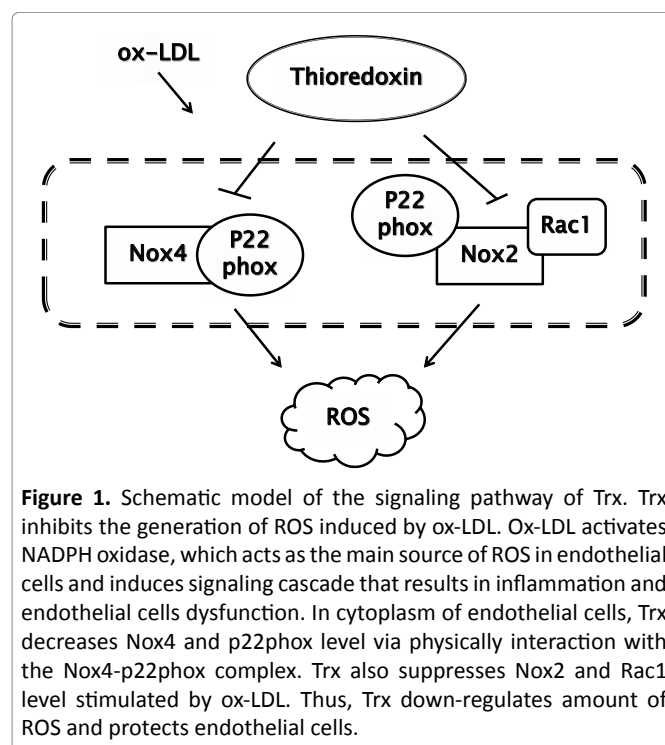 ox-LDL
Thioredoxin
Nox4
P22
phox
P22
phox
Nox2
Rac1
ROS
Figure 1. Schematic model of the signaling pathway of Trx. Trx
inhibits the generation of ROS induced by ox-LDL. Ox-LDL activates
NADPH oxidase, which acts as the main source of ROS in endothelial
cells and induces signaling cascade that results in inflammation and
endothelial cells dysfunction. In cytoplasm of endothelial cells, Trx
decreases Nox4 and p22phox level via physically interaction with
the Nox4-p22phox complex. Trx also suppresses Nox2 and Rac1
level stimulated by ox-LDL. Thus, Trx down-regulates amount of
ROS and protects endothelial cells.